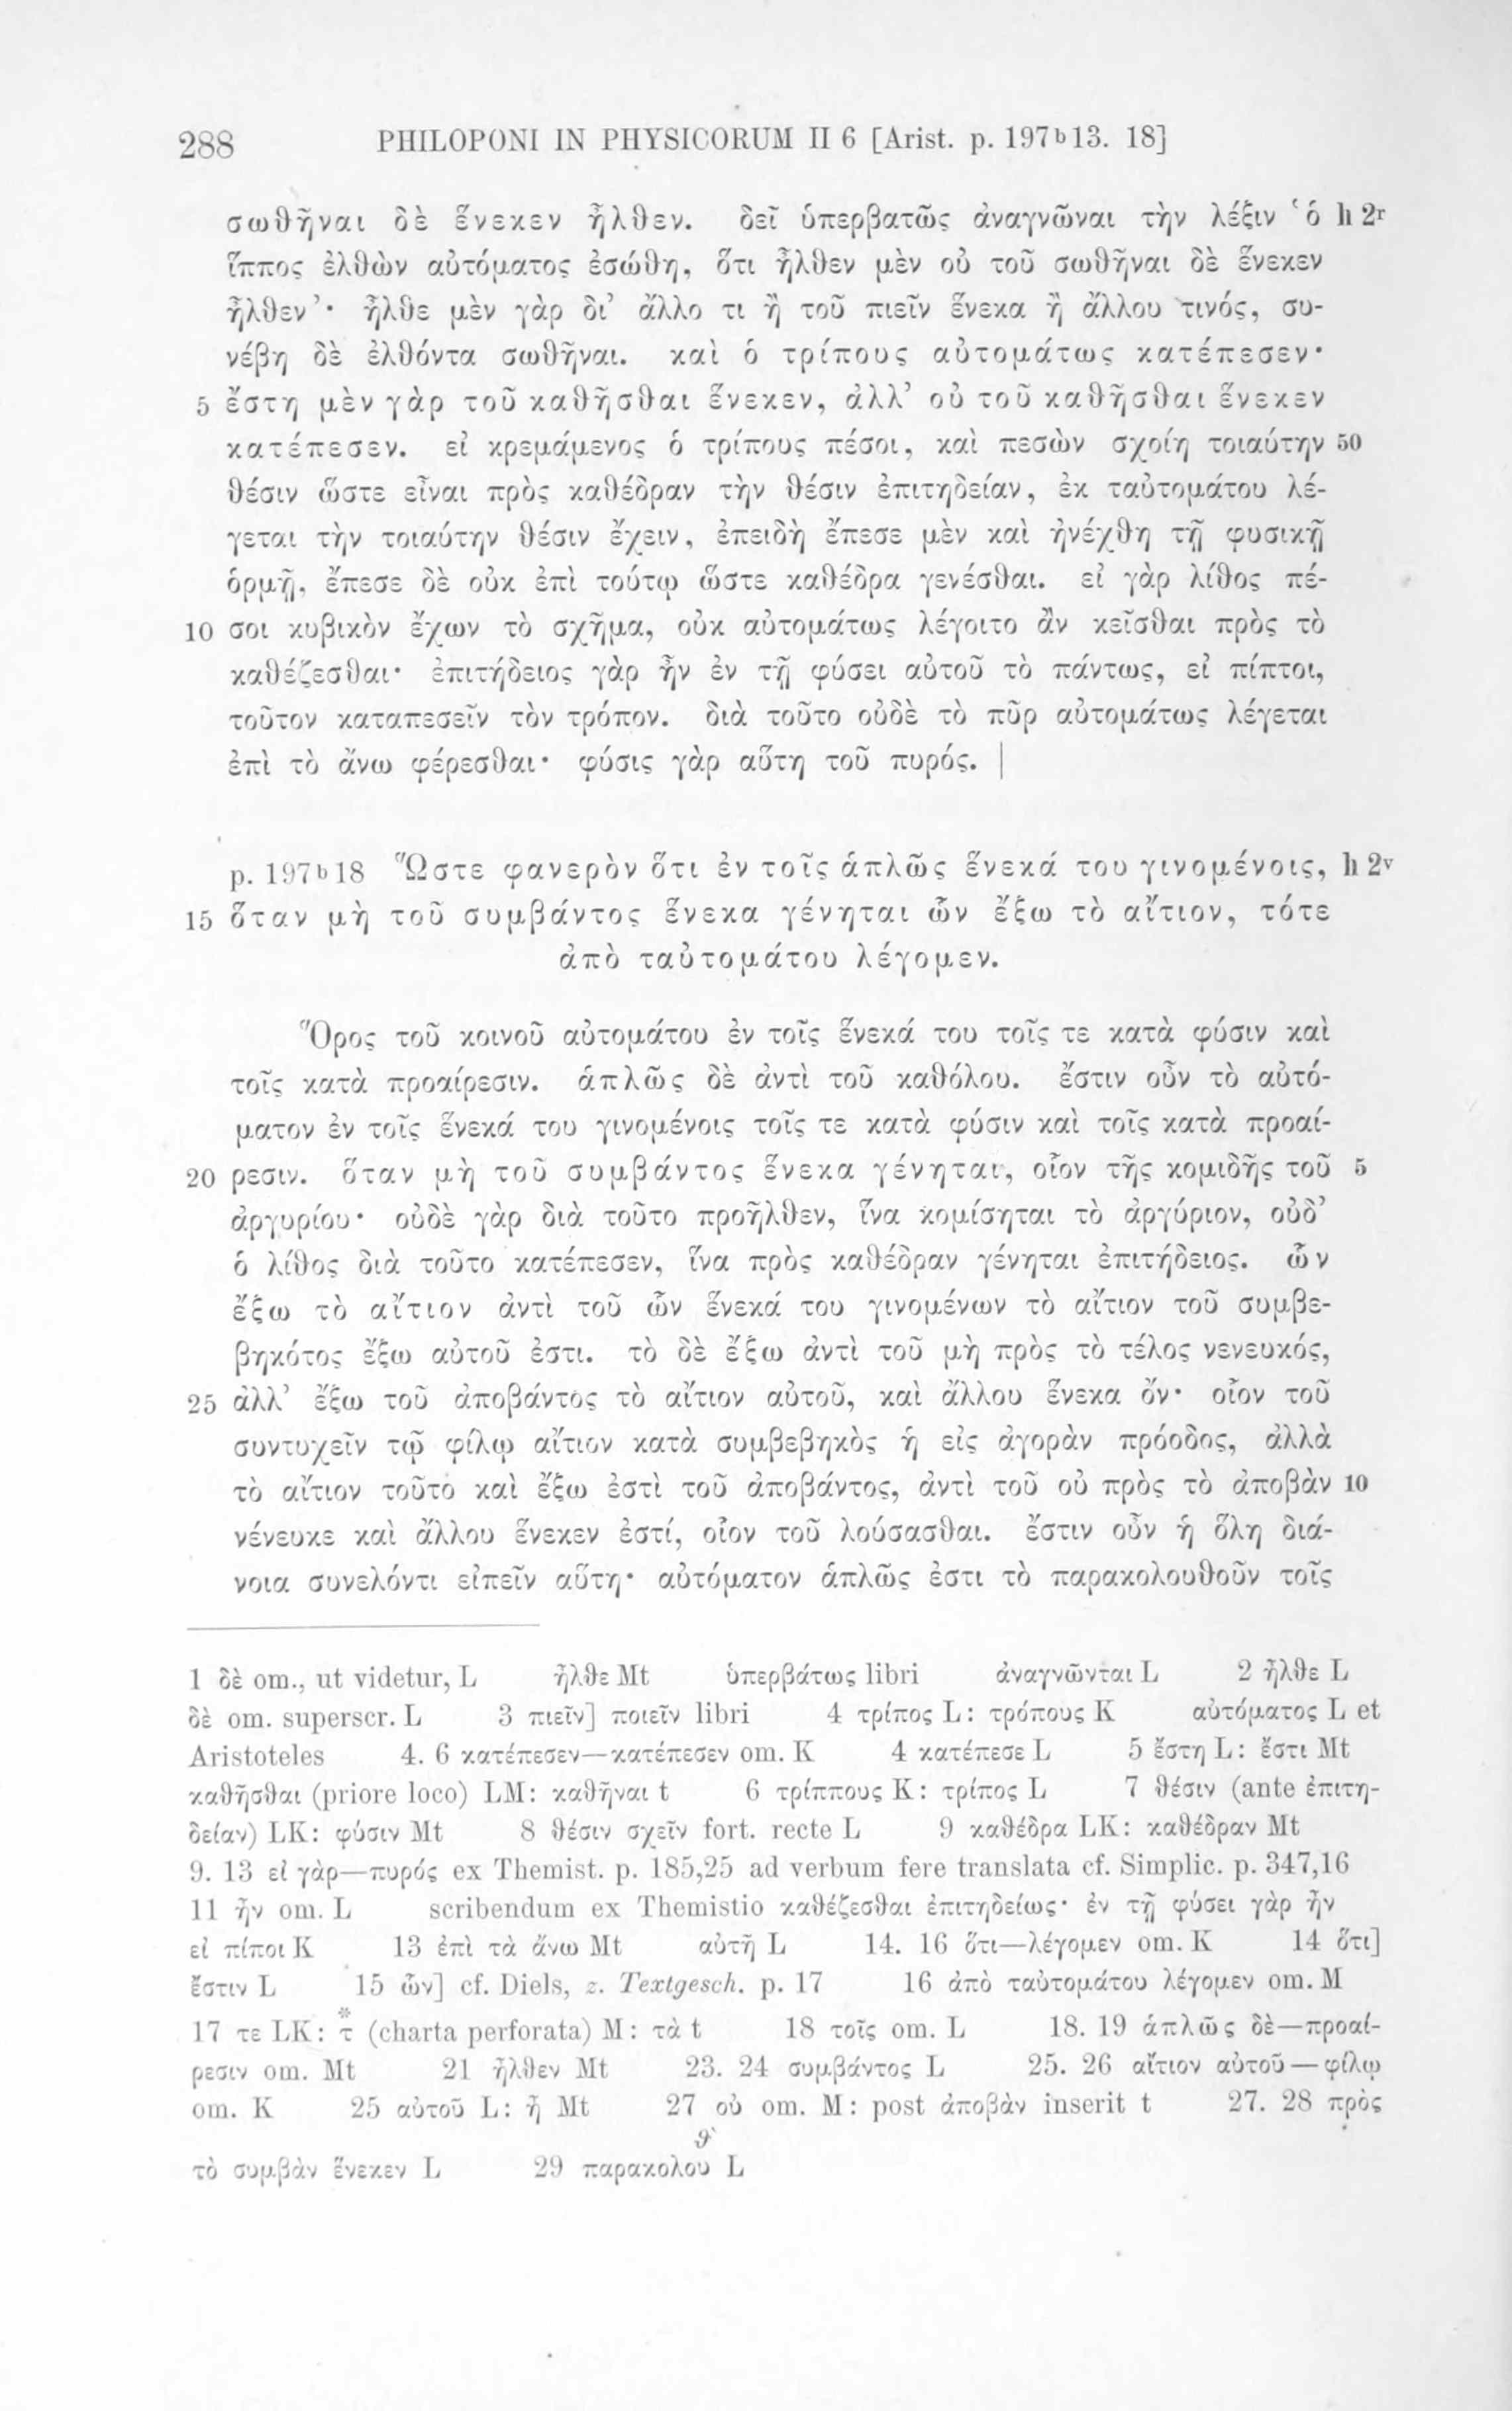 288 PHILOPONI IN PHYSICORUM II 6 [Arist. p. 197ᵇ13. 18]
σωθῆναι δὲ ἕνεκεν ἦλθεν. δεῖ ὑπερβατῶς ἀναγνῶναι τὴν λέξιν ‘ὁ h 2ʳ
ἵππος ἐλθὼν αὐτόματος ἐσώθη, ὅτι ἦλθεν μὲν οὐ τοῦ σωθῆναι δὲ ἕνεκεν
ἦλθεν’· ἦλθε μὲν γὰρ δι’ ἄλλο τι ἢ τοῦ πιεῖν ἕνεκα ἢ ἄλλου τινός, συ-
νέβη δὲ ἐλθόντα σωθῆναι. καὶ ὁ τρίπους αὐτομάτως κατέπεσεν·
5 ἔστη μὲν γὰρ τοῦ καθῆσθαι ἕνεκεν, ἀλλ’ οὐ τοῦ καθῆσθαι ἕνεκεν
κατέπεσεν. εἰ κρεμάμενος ὁ τρίπους πέσοι, καὶ πεσὼν σχοίη τοιαύτην 50
θέσιν ὥστε εἶναι πρὸς καθέδραν τὴν θέσιν ἐπιτηδείαν, ἐκ ταὐτομάτου λέ-
γεται τὴν τοιαύτην θέσιν ἔχειν, ἐπειδὴ ἔπεσε μὲν καὶ ἠνέχθη τῇ φυσικῇ
ὁρμῇ, ἔπεσε δὲ οὐκ ἐπὶ τούτῳ ὥστε καθέδρα γενέσθαι. εἰ γὰρ λίθος πέ-
10 σοι κυβικὸν ἔχων τὸ σχῆμα, οὐκ αὐτομάτως λέγοιτο ἂν κεῖσθαι πρὸς τὸ
καθέζεσθαι· ἐπιτήδειος γὰρ ἦν ἐν τῇ φύσει αὐτοῦ τὸ πάντως, εἰ πίπτοι,
τοῦτον καταπεσεῖν τὸν τρόπον. διὰ τοῦτο οὐδὲ τὸ πῦρ αὐτομάτως λέγεται
ἐπὶ τὸ ἄνω φέρεσθαι· φύσις γὰρ αὕτη τοῦ πυρός. |
p. 197ᵇ18 Ὥστε φανερὸν ὅτι ἐν τοῖς ἁπλῶς ἕνεκά του γινομένοις, h 2ᵛ
15 ὅταν μὴ τοῦ συμβάντος ἕνεκα γένηται ὧν ἔξω τὸ αἴτιον, τότε
ἀπὸ ταὐτομάτου λέγομεν.
Ὅρος τοῦ κοινοῦ αὐτομάτου ἐν τοῖς ἕνεκά του τοῖς τε κατὰ φύσιν καὶ
τοῖς κατὰ προαίρεσιν. ἁπλῶς δὲ ἀντὶ τοῦ καθόλου. ἔστιν οὖν τὸ αὐτό-
ματον ἐν τοῖς ἕνεκά του γινομένοις τοῖς τε κατὰ φύσιν καὶ τοῖς κατὰ προαί-
20 ρεσιν. ὅταν μὴ τοῦ συμβάντος ἕνεκα γένηται, οἷον τῆς κομιδῆς τοῦ 5
ἀργυρίου· οὐδὲ γὰρ διὰ τοῦτο προῆλθεν, ἵνα κομίσηται τὸ ἀργύριον, οὐδ’
ὁ λίθος διὰ τοῦτο κατέπεσεν, ἵνα πρὸς καθέδραν γένηται ἐπιτήδειος. ὧν
ἔξω τὸ αἴτιον ἀντὶ τοῦ ὧν ἕνεκά του γινομένων τὸ αἴτιον τοῦ συμβε-
βηκότος ἔξω αὐτοῦ ἐστι. τὸ δὲ ἔξω ἀντὶ τοῦ μὴ πρὸς τὸ τέλος νενευκός,
25 ἀλλ’ ἔξω τοῦ ἀποβάντος τὸ αἴτιον αὐτοῦ, καὶ ἄλλου ἕνεκα ὄν· οἷον τοῦ
συντυχεῖν τῷ φίλῳ αἴτιον κατὰ συμβεβηκὸς ἡ εἰς ἀγορὰν πρόοδος, ἀλλὰ
τὸ αἴτιον τοῦτο καὶ ἔξω ἐστὶ τοῦ ἀποβάντος, ἀντὶ τοῦ οὐ πρὸς τὸ ἀποβὰν 10
νένευκε καὶ ἄλλου ἕνεκεν ἐστί, οἷον τοῦ λούσασθαι. ἔστιν οὖν ἡ ὅλη διά-
νοια συνελόντι εἰπεῖν αὕτη· αὐτόματον ἁπλῶς ἐστι τὸ παρακολουθοῦν τοῖς
1 δὲ om., ut videtur, L ἦλθε Mt ὑπερβάτως libri ἀναγνῶνται L 2 ἦλθε L
δὲ om. superscr. L 3 πιεῖν] ποιεῖν libri 4 τρίπος L: τρόπους K αὐτόματος L et
Aristoteles 4. 6 κατέπεσεν—κατέπεσεν om. K 4 κατέπεσε L 5 ἔστη L: ἔστι Mt
καθῆσθαι (priore loco) LM: καθῆναι t 6 τρίππους K: τρίπος L 7 θέσιν (ante ἐπιτη-
δείαν) LK: φύσιν Mt 8 θέσιν σχεῖν fort. recte L 9 καθέδρα LK: καθέδραν Mt
9. 13 εἰ γὰρ—πυρός ex Themist. p. 185,25 ad verbum fere translata cf. Simplic. p. 347,16
11 ἦν om. L scribendum ex Themistio καθέζεσθαι ἐπιτηδείως· ἐν τῇ φύσει γὰρ ἦν
εἰ πίποι K 13 ἐπὶ τὰ ἄνω Mt αὐτῆ L 14. 16 ὅτι—λέγομεν om. K 14 ὅτι]
ἔστιν L 15 ὧν] cf. Diels, z. Textgesch. p. 17 16 ἀπὸ ταὐτομάτου λέγομεν om. M
17 τε LK: τ* (charta perforata) M: τὰ t 18 τοῖς om. L 18. 19 ἁπλῶς δὲ—προαί-
ρεσιν om. Mt 21 ἦλθεν Mt 23. 24 συμβάντος L 25. 26 αἴτιον αὐτοῦ—φίλῳ
om. K 25 αὐτοῦ L: ἦ Mt 27 οὐ om. M: post ἀποβὰν inserit t 27. 28 πρὸς
τὸ συμβὰν ἕνεκεν L 29 παρακολουθ L